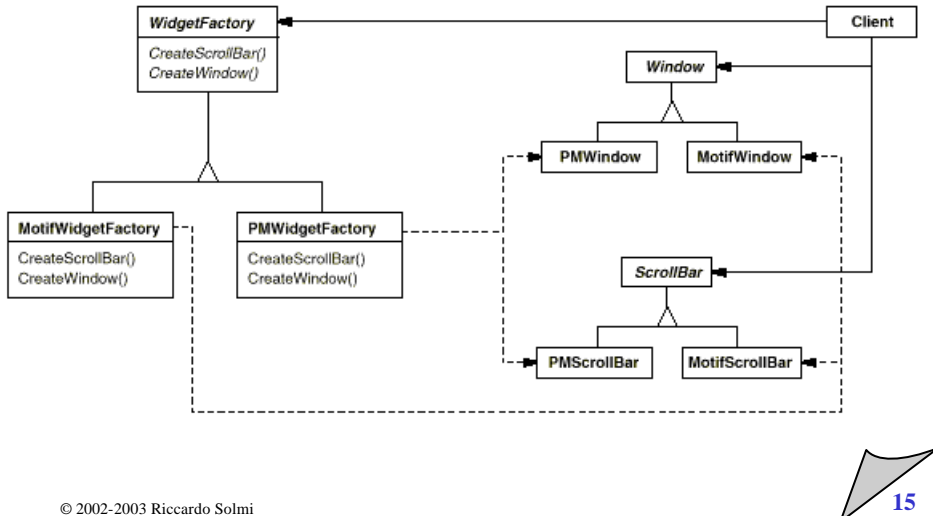 WidgetFactory
CreateScrollBar()
CreateWindow()
Client
Window
PMWindow
MotifWindow
MotifWidgetFactory
CreateScrollBar()
CreateWindow()
PMWidgetFactory
CreateScrollBar()
CreateWindow()
ScrollBar
PMScrollBar
MotifScrollBar
© 2002-2003 Riccardo Solmi
15